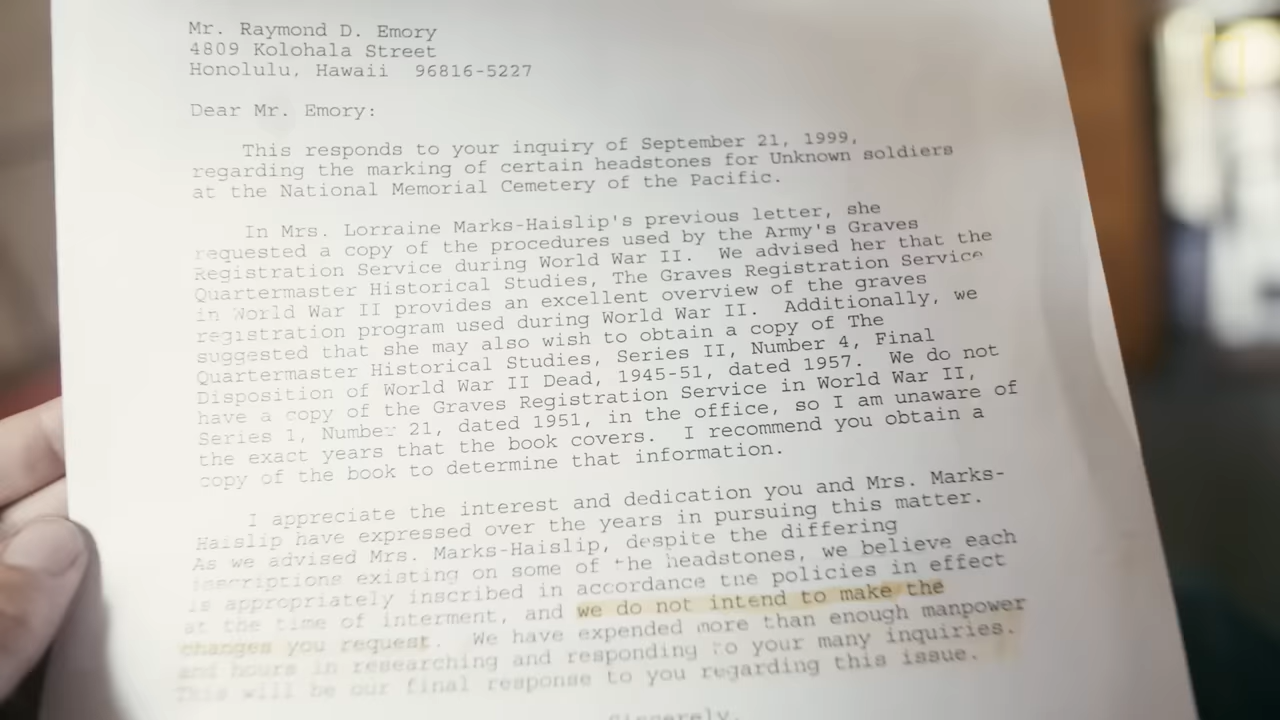 Mr. Raymond D. Emory
4809 Kolohala Street
Honolulu, Hawaii  96816-5227
Dear Mr. Emory:
This responds to your inquiry of September 21, 1999,
regarding the marking of certain headstones for Unknown soldiers
at the National Memorial Cemetery of the Pacific.
In Mrs. Lorraine Marks-Haislip's previous letter, she
requested a copy of the procedures used by the Army's Graves
Registration Service during World War II.  We advised her that the
Quartermaster Historical Studies, The Graves Registration Service
in World War II provides an excellent overview of the graves
registration program used during World War II.  Additionally, we
suggested that she may also wish to obtain a copy of The
Quartermaster Historical Studies, Series II, Number 4, Final
Disposition of World War II Dead, 1945-51, dated 1957.  We do not
have a copy of the Graves Registration Service in World War II,
Series 1, Number 21, dated 1951, in the office, so I am unaware of
the exact years that the book covers.  I recommend you obtain a
copy of the book to determine that information.
I appreciate the interest and dedication you and Mrs. Marks-
Haislip have expressed over the years in pursuing this matter.
As we advised Mrs. Marks-Haislip, despite the differing
inscriptions existing on some of the headstones, we believe each
is appropriately inscribed in accordance tne policies in effect
at the time of interment, and we do not intend to make the
changes you request.  We have expended more than enough manpower
and hours in researching and responding to your many inquiries.
This will be our final response to you regarding this issue.
Sincerely,